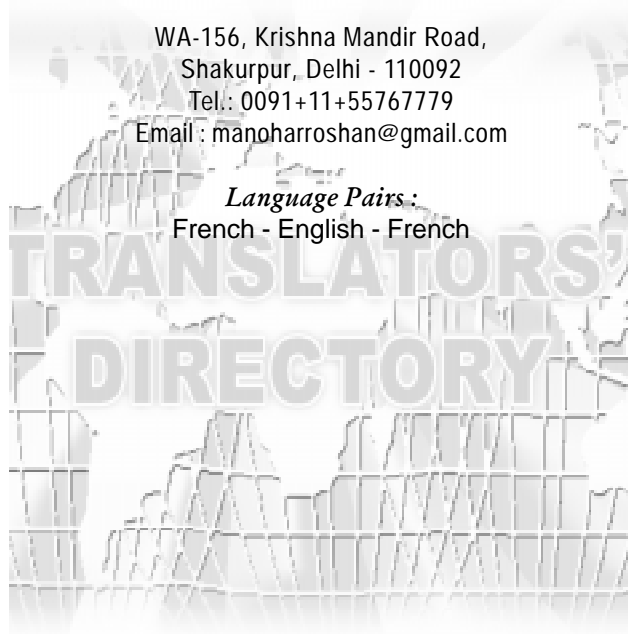 WA-156, Krishna Mandir Road,
Shakurpur, Delhi - 110092
Tel.: 0091+11+55767779
Email : manoharroshan@gmail.com
Language Pairs :
French - English - French
TRANSLATORS'
DIRECTORY